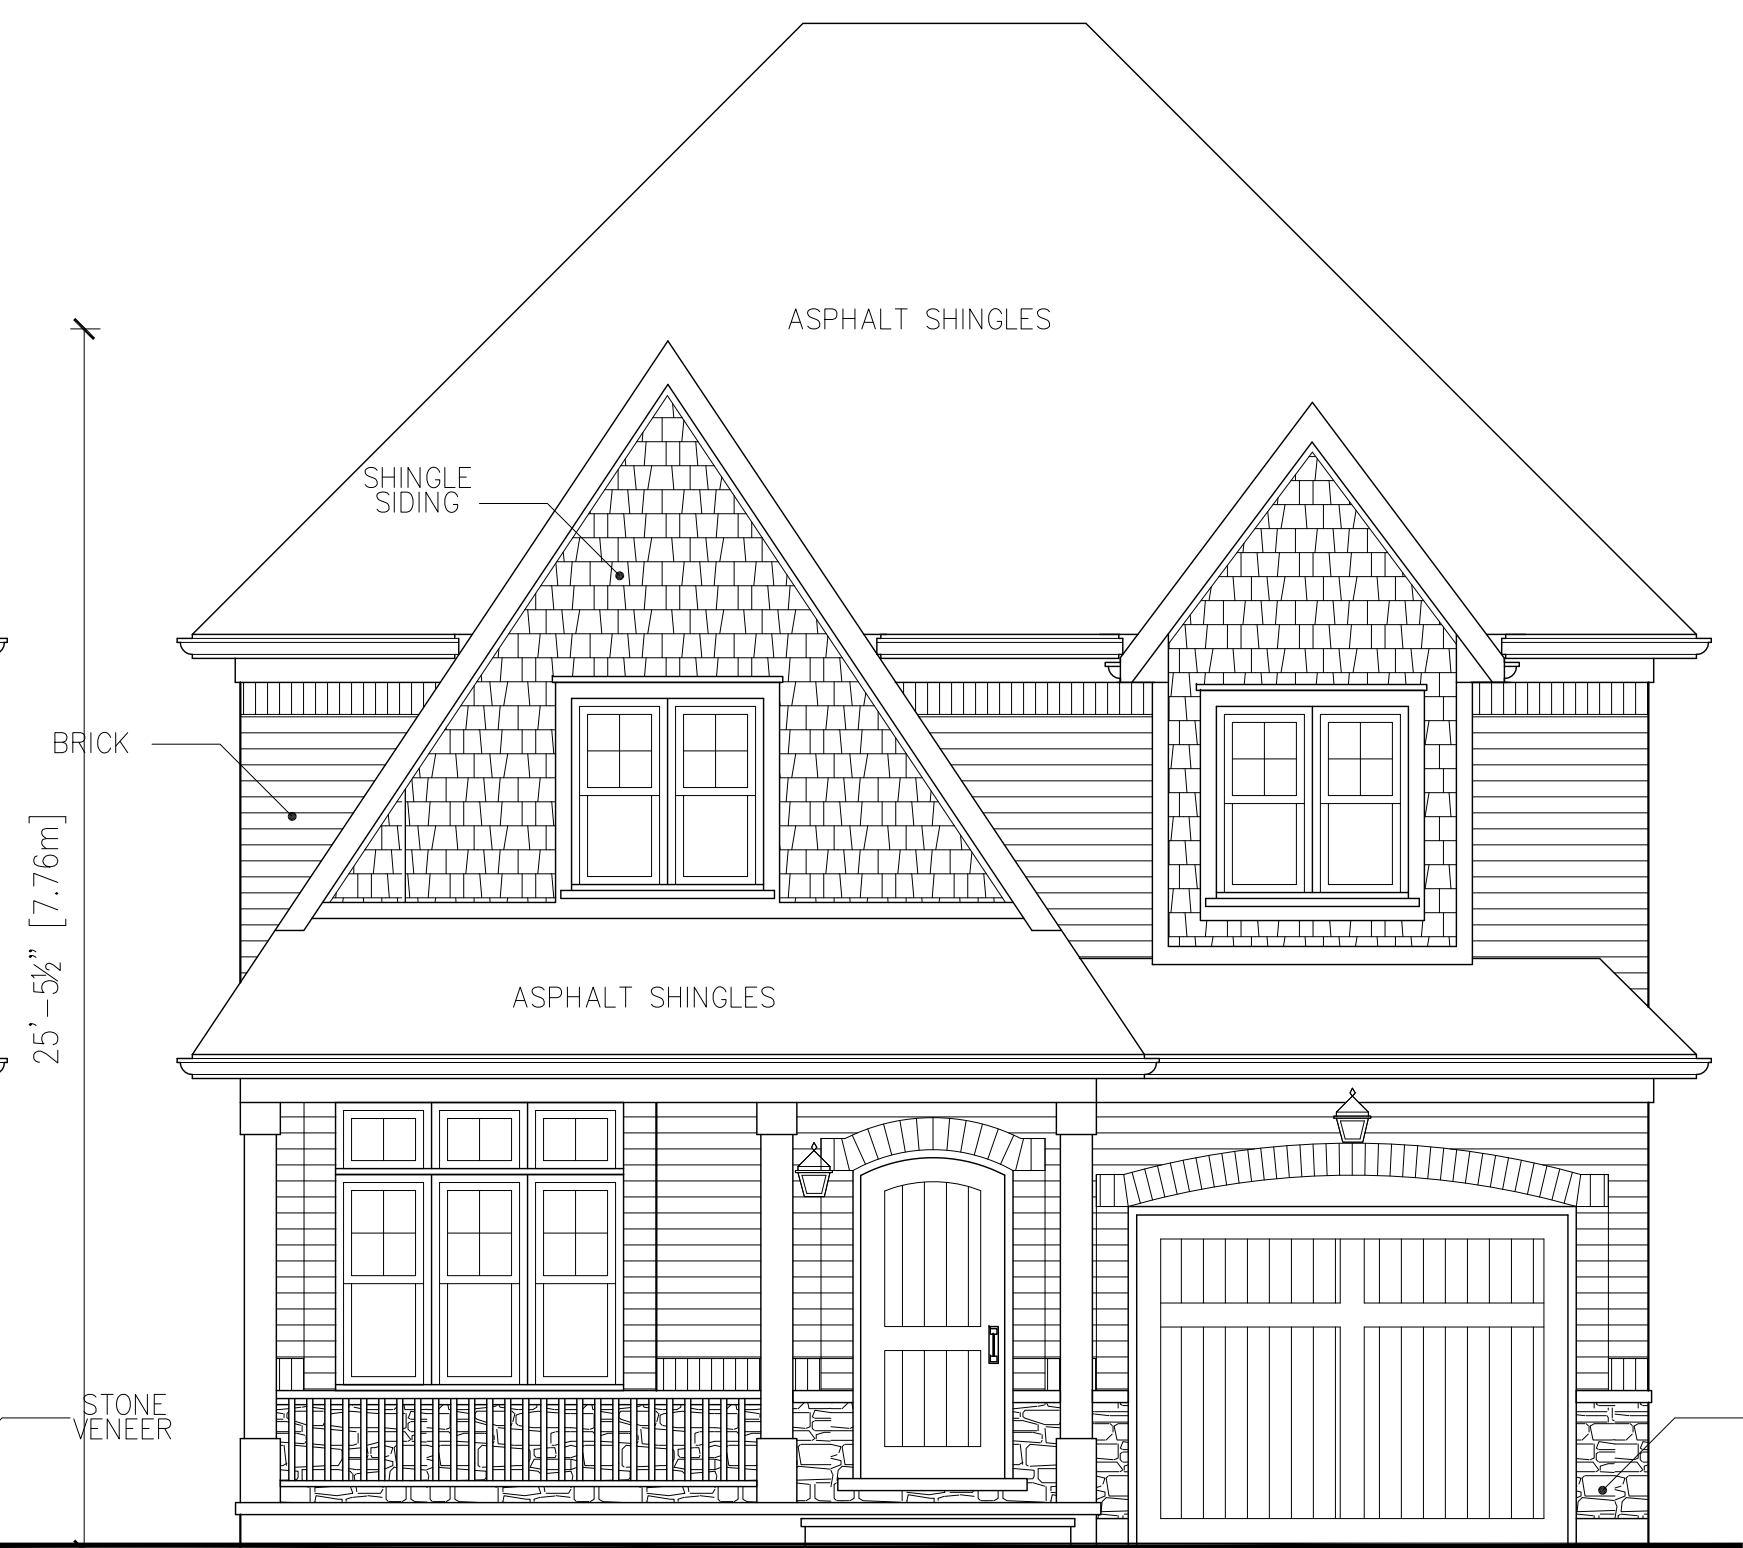 ASPHALT SHINGLES
SHINGLE
SIDING
BRICK
25'-5½" [7.76m]
ASPHALT SHINGLES
STONE
VENEER